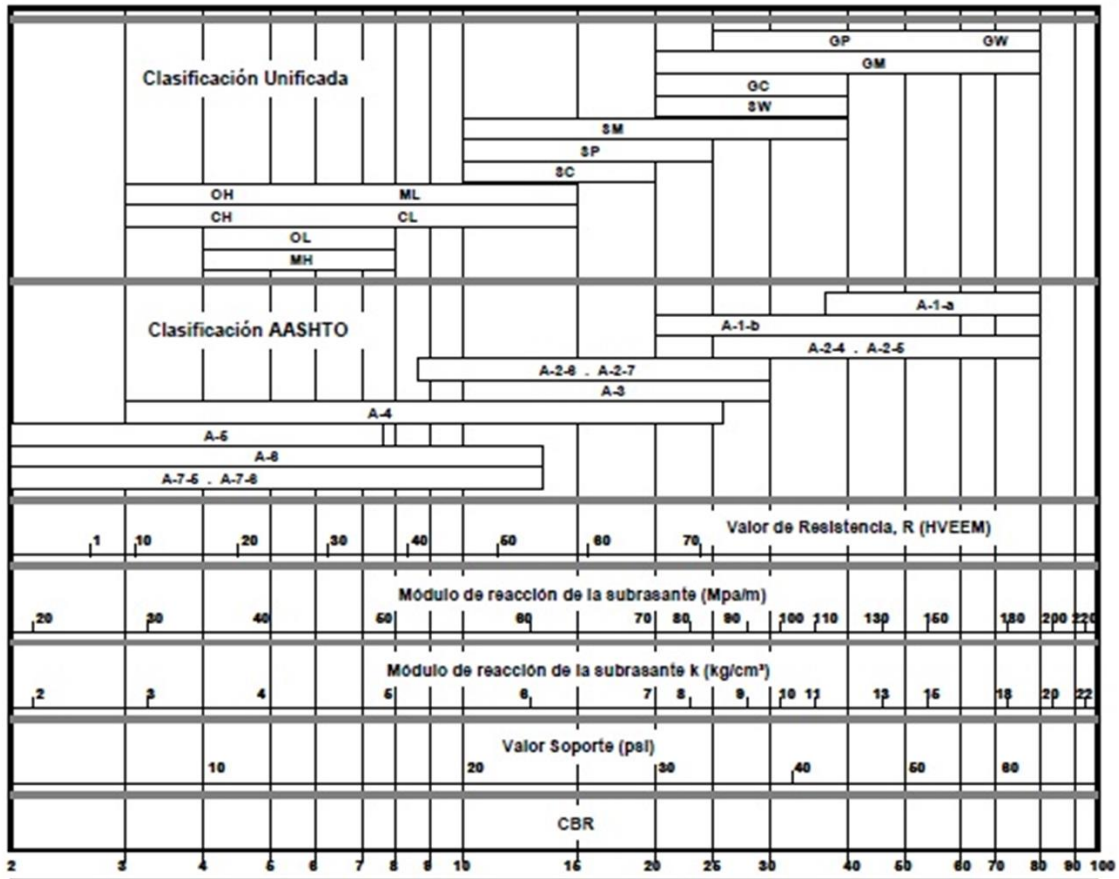 GP GW
Clasificación Unificada
GM
GC
SW
SM
SP
SC
OH ML
CH CL
OL
MH
A-1-a
Clasificación AASHTO
A-1-b
A-2-4 . A-2-5
A-2-6 . A-2-7
A-3
A-4
A-5
A-6
A-7-5 . A-7-6
Valor de Resistencia, R (HVEEM)
1 10 20 30 40 50 60 70
Módulo de reacción de la subrasante (Mpa/m)
20 30 40 50 60 70 80 90 100 110 130 150 180 200 220
Módulo de reacción de la subrasante k (kg/cm³)
2 3 4 5 6 7 8 9 10 11 13 15 18 20 22
Valor Soporte (psi)
10 20 30 40 50 60
CBR
2 3 4 5 6 7 8 9 10 15 20 25 30 40 50 60 70 80 90 100